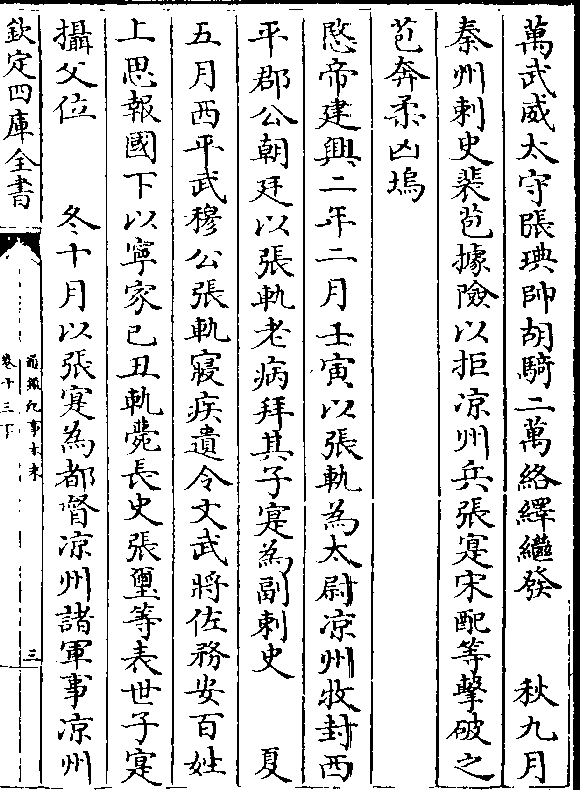 萬武威太守張琠帥胡騎二萬絡繹繼發　秋九月
秦州刺史裴苞據險以拒涼州兵張寔宋配等擊破之
苞奔柔凶塢
愍帝建興二年二月壬寅以張軌為太尉涼州牧封西
平郡公朝廷以張軌老病拜其子寔為副刺史　夏
五月西平武穆公張軌寢疾遺令文武將佐務安百姓
上思報國下以寧家己丑軌薨長史張璽等表世子寔
攝父位　冬十月以張寔為都督涼州諸軍事涼州
欽定四庫全書
通鑑紀事本末
卷十三下
三